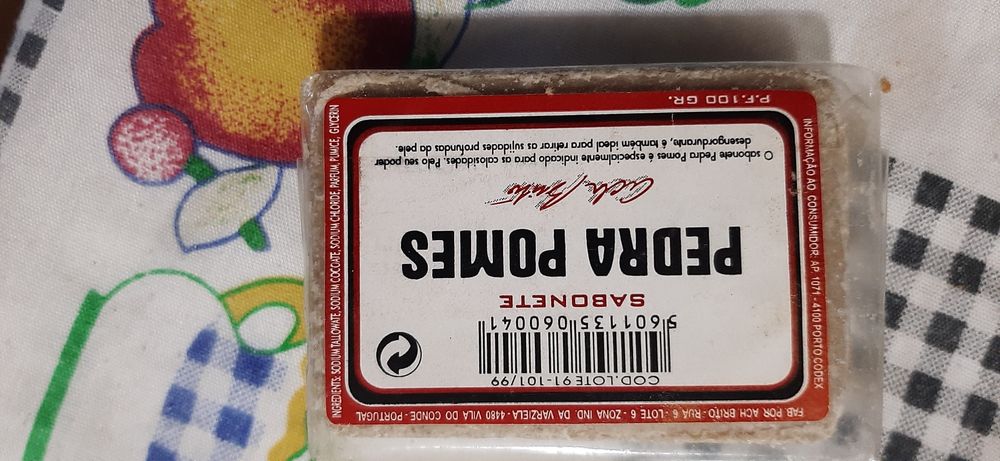 P.F.100 GR.
O sabonete Pedra Pomes é especialmente indicado para as calosidades. Pelo seu poder
desengordurante, é também ideal para retirar as sujidades profundas da pele.
Ach. Brito
PEDRA POMES
SABONETE
5 601135 060041
COD.LOTE91-101/99
FAB POR ACH BRITO - RUA 6 - LOTE 6 - ZONA IND DA VARZIELA - 4480 VILA DO CONDE - PORTUGAL
INGREDIENTS: SODIUM TALLOWATE, SODIUM COCOATE, SODIUM CHLORIDE, PARFUM, PUMICE, GLYCERIN
INFORMAÇÃO AO CONSUMIDOR: AP. 1071 - 4100 PORTO CODEX